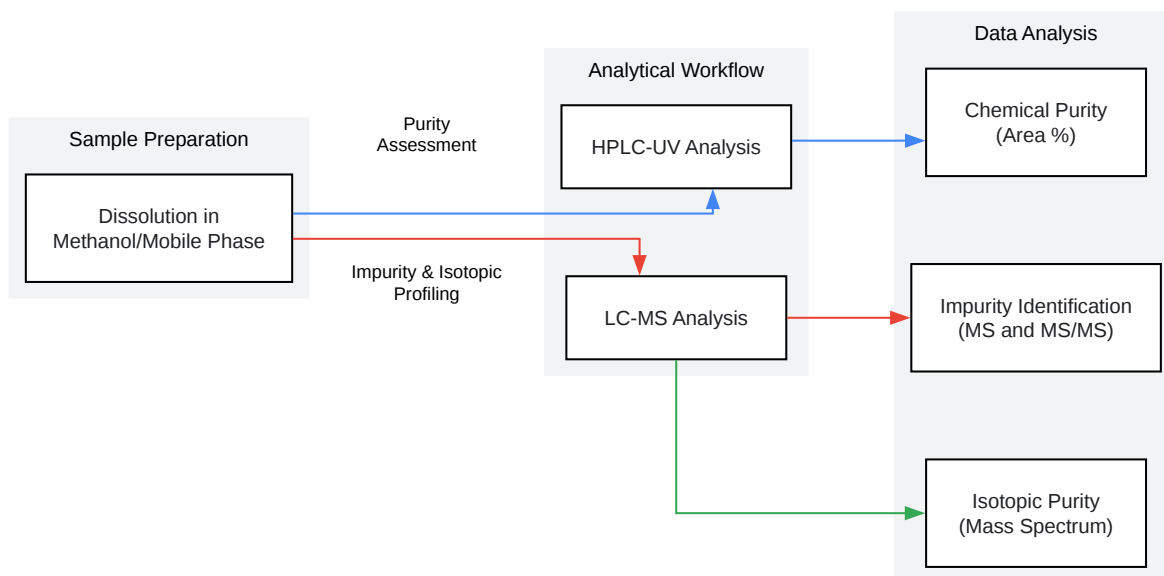 Sample Preparation
Dissolution in
Methanol/Mobile Phase
Purity
Assessment
Impurity & Isotopic
Profiling
Analytical Workflow
HPLC-UV Analysis
LC-MS Analysis
Data Analysis
Chemical Purity
(Area %)
Impurity Identification
(MS and MS/MS)
Isotopic Purity
(Mass Spectrum)